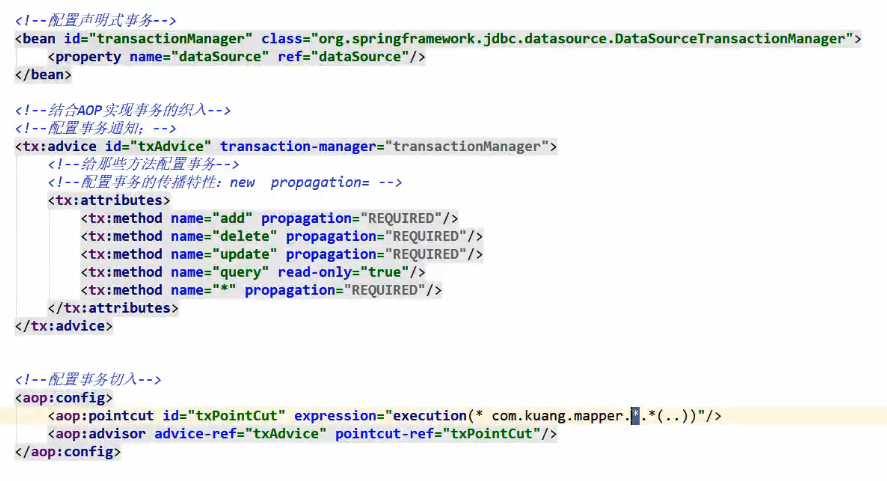 <!--配置声明式事务-->
<bean id="transactionManager" class="org.springframework.jdbc.datasource.DataSourceTransactionManager">
<property name="dataSource" ref="dataSource"/>
</bean>
<!--结合AOP实现事务的织入-->
<!--配置事务通知；-->
<tx:advice id="txAdvice" transaction-manager="transactionManager">
<!--给那些方法配置事务-->
<!--配置事务的传播特性：new  propagation= -->
<tx:attributes>
<tx:method name="add" propagation="REQUIRED"/>
<tx:method name="delete" propagation="REQUIRED"/>
<tx:method name="update" propagation="REQUIRED"/>
<tx:method name="query" read-only="true"/>
<tx:method name="*" propagation="REQUIRED"/>
</tx:attributes>
</tx:advice>
<!--配置事务切入-->
<aop:config>
<aop:pointcut id="txPointCut" expression="execution(* com.kuang.mapper.*.*(..))"/>
<aop:advisor advice-ref="txAdvice" pointcut-ref="txPointCut"/>
</aop:config>